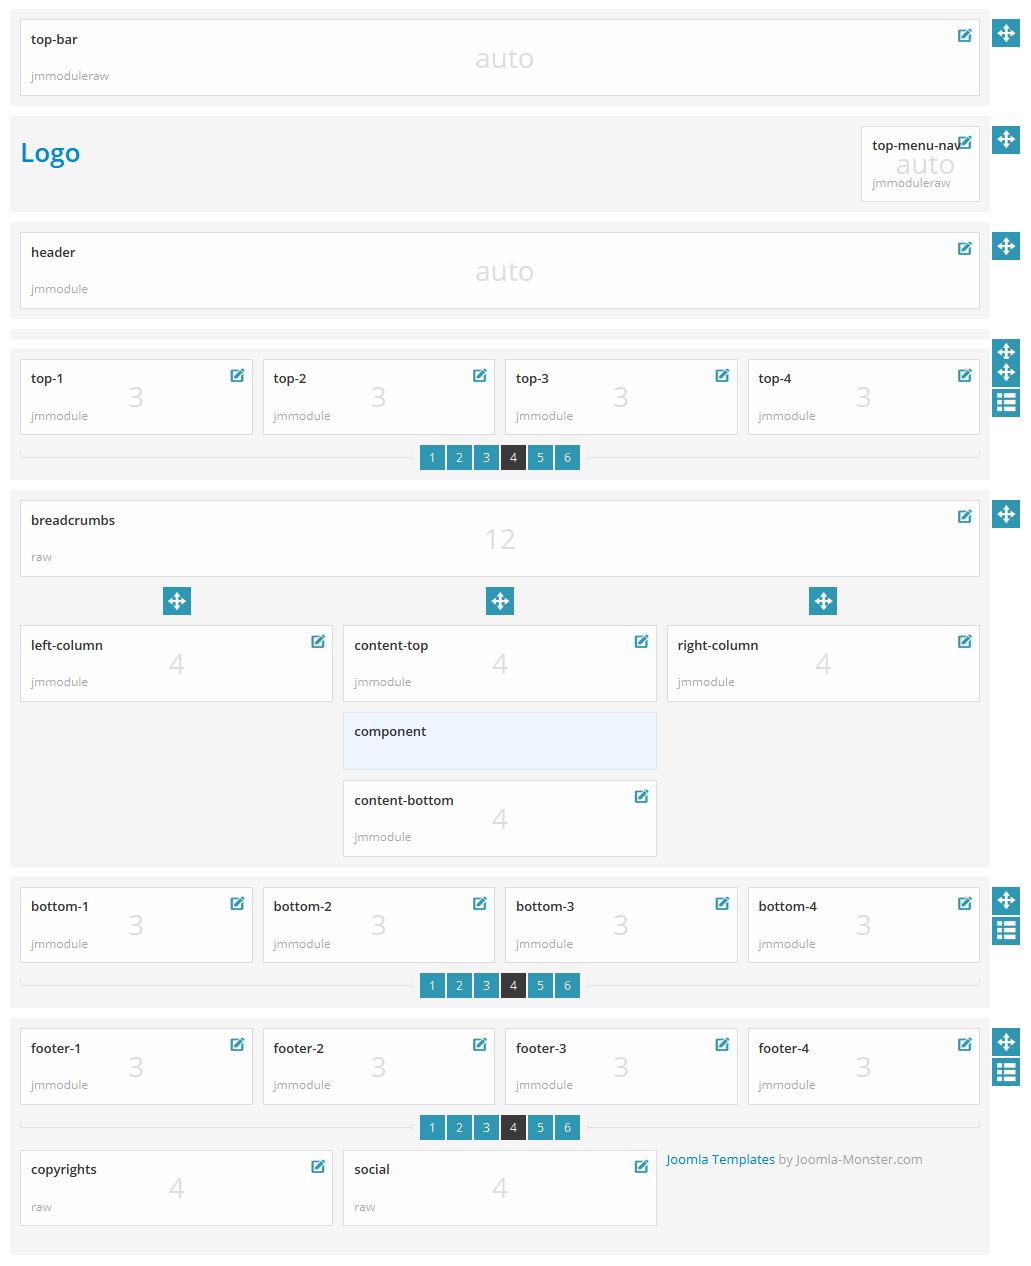 top-bar
auto
jmmoduleraw
Logo
top-menu-nav
auto
jmmoduleraw
header
auto
jmmodule
top-1
3
jmmodule
top-2
3
jmmodule
top-3
3
jmmodule
top-4
3
jmmodule
1 2 3 4 5 6
breadcrumbs
12
raw
left-column
4
jmmodule
content-top
4
jmmodule
right-column
4
jmmodule
component
content-bottom
4
jmmodule
bottom-1
3
jmmodule
bottom-2
3
jmmodule
bottom-3
3
jmmodule
bottom-4
3
jmmodule
1 2 3 4 5 6
footer-1
3
jmmodule
footer-2
3
jmmodule
footer-3
3
jmmodule
footer-4
3
jmmodule
1 2 3 4 5 6
copyrights
4
raw
social
4
raw
Joomla Templates by Joomla-Monster.com